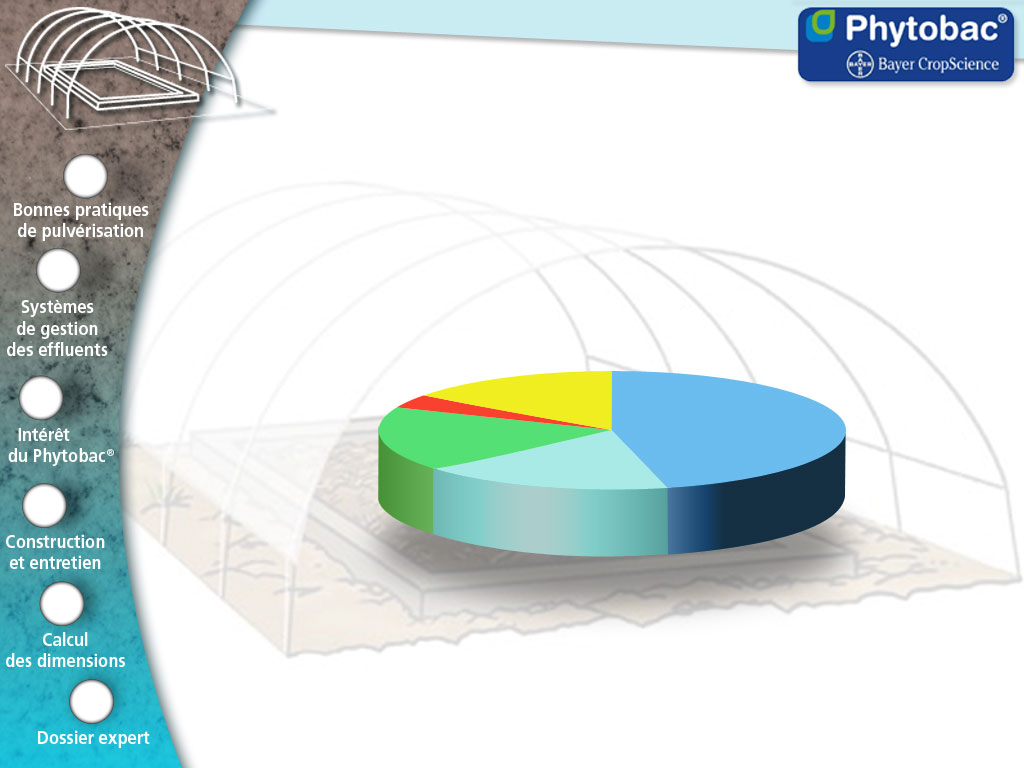 Phytobac®
BAYER
Bayer CropScience
Bonnes pratiques
de pulvérisation
Systèmes
de gestion
des effluents
Intérêt
du Phytobac®
Construction
et entretien
Calcul
des dimensions
Dossier expert